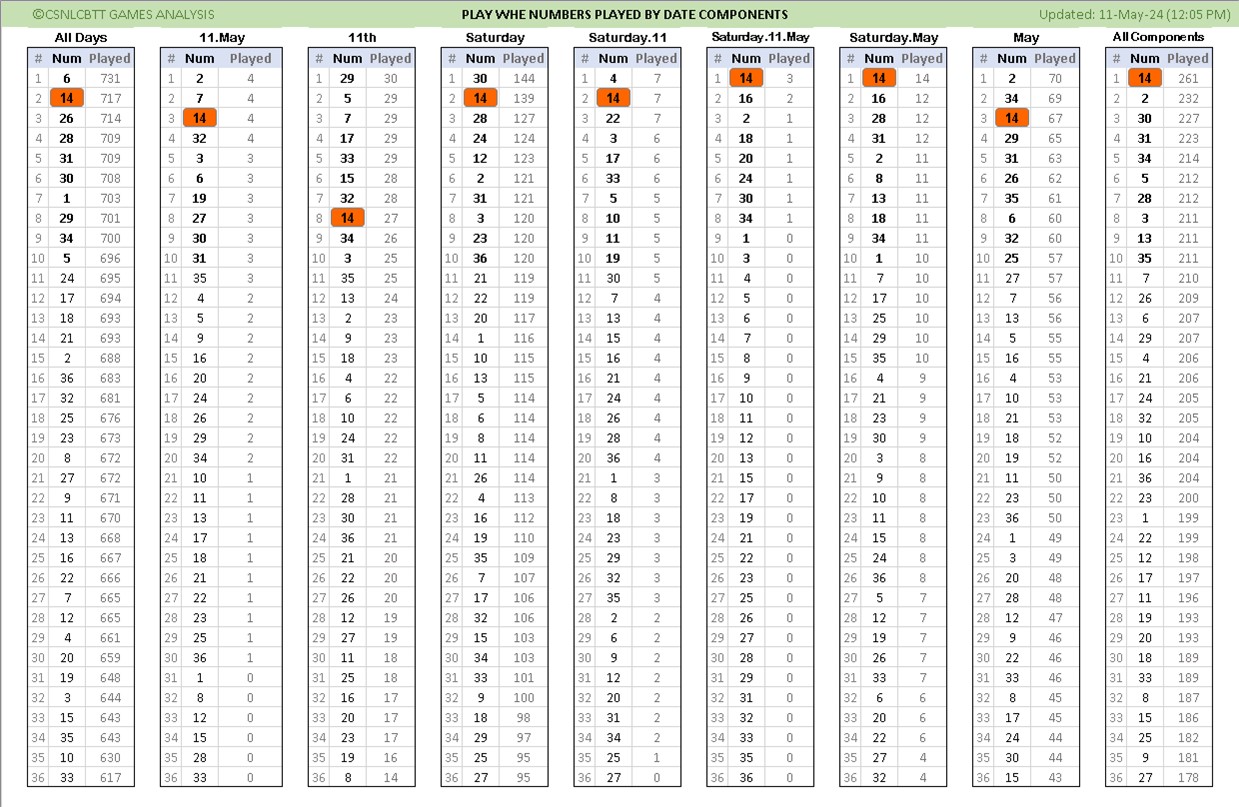 ©CSNLCBTT GAMES ANALYSIS PLAY WHE NUMBERS PLAYED BY DATE COMPONENTS Updated: 11-May-24 (12:05 PM)
All Days 11.May 11th Saturday Saturday.11 Saturday.11.May Saturday.May May All Components
# Num Played # Num Played # Num Played # Num Played # Num Played # Num Played # Num Played # Num Played # Num Played
1 6 731 1 2 4 1 29 30 1 30 144 1 4 7 1 14 3 1 14 14 1 2 70 1 14 261
2 14 717 2 7 4 2 5 29 2 14 139 2 14 7 2 16 2 2 16 12 2 34 69 2 2 232
3 26 714 3 14 4 3 7 29 3 28 127 3 22 7 3 2 1 3 28 12 3 14 67 3 30 227
4 28 709 4 32 4 4 17 29 4 24 124 4 3 6 4 18 1 4 31 12 4 29 65 4 31 223
5 31 709 5 3 3 5 33 29 5 12 123 5 17 6 5 20 1 5 2 11 5 31 63 5 34 214
6 30 708 6 6 3 6 15 28 6 2 121 6 33 6 6 24 1 6 8 11 6 26 62 6 5 212
7 1 703 7 19 3 7 32 28 7 31 121 7 5 5 7 30 1 7 13 11 7 35 61 7 28 212
8 29 701 8 27 3 8 14 27 8 3 120 8 10 5 8 34 1 8 18 11 8 6 60 8 3 211
9 34 700 9 30 3 9 34 26 9 23 120 9 11 5 9 1 0 9 34 11 9 32 60 9 13 211
10 5 696 10 31 3 10 3 25 10 36 120 10 19 5 10 3 0 10 1 10 10 25 57 10 35 211
11 24 695 11 35 3 11 35 25 11 21 119 11 30 5 11 4 0 11 7 10 11 27 57 11 7 210
12 17 694 12 4 2 12 13 24 12 22 119 12 7 4 12 5 0 12 17 10 12 7 56 12 26 209
13 18 693 13 5 2 13 2 23 13 20 117 13 13 4 13 6 0 13 25 10 13 13 56 13 6 207
14 21 693 14 9 2 14 9 23 14 1 116 14 15 4 14 7 0 14 29 10 14 5 55 14 29 207
15 2 688 15 16 2 15 18 23 15 10 115 15 16 4 15 8 0 15 35 10 15 16 55 15 4 206
16 36 683 16 20 2 16 4 22 16 13 115 16 21 4 16 9 0 16 4 9 16 4 53 16 21 206
17 32 681 17 24 2 17 6 22 17 5 114 17 24 4 17 10 0 17 21 9 17 10 53 17 24 205
18 25 676 18 26 2 18 10 22 18 6 114 18 26 4 18 11 0 18 23 9 18 21 53 18 32 205
19 23 673 19 29 2 19 24 22 19 8 114 19 28 4 19 12 0 19 30 9 19 18 52 19 10 204
20 8 672 20 34 2 20 31 22 20 11 114 20 36 4 20 13 0 20 3 8 20 19 52 20 16 204
21 27 672 21 10 1 21 1 21 21 26 114 21 1 3 21 15 0 21 9 8 21 11 50 21 36 204
22 9 671 22 11 1 22 28 21 22 4 113 22 8 3 22 17 0 22 10 8 22 23 50 22 23 200
23 11 670 23 13 1 23 30 21 23 16 112 23 18 3 23 19 0 23 11 8 23 36 50 23 1 199
24 13 668 24 17 1 24 36 21 24 19 110 24 23 3 24 21 0 24 15 8 24 1 49 24 22 199
25 16 667 25 18 1 25 21 20 25 35 109 25 29 3 25 22 0 25 24 8 25 3 49 25 12 198
26 22 666 26 21 1 26 22 20 26 7 107 26 32 3 26 23 0 26 36 8 26 20 48 26 17 197
27 7 665 27 22 1 27 26 20 27 17 106 27 35 3 27 25 0 27 5 7 27 28 48 27 11 196
28 12 665 28 23 1 28 12 19 28 32 106 28 2 2 28 26 0 28 12 7 28 12 47 28 19 193
29 4 661 29 25 1 29 27 19 29 15 103 29 6 2 29 27 0 29 19 7 29 9 46 29 20 193
30 20 659 30 36 1 30 11 18 30 34 103 30 9 2 30 28 0 30 26 7 30 22 46 30 18 189
31 19 648 31 1 0 31 25 18 31 33 101 31 12 2 31 29 0 31 33 7 31 33 46 31 33 189
32 3 644 32 8 0 32 16 17 32 9 100 32 20 2 32 31 0 32 6 6 32 8 45 32 8 187
33 15 643 33 12 0 33 20 17 33 18 98 33 31 2 33 32 0 33 20 6 33 17 45 33 15 186
34 35 643 34 15 0 34 23 17 34 29 97 34 34 2 34 33 0 34 22 6 34 24 44 34 25 182
35 10 630 35 28 0 35 19 16 35 25 95 35 25 1 35 35 0 35 27 4 35 30 44 35 9 181
36 33 617 36 33 0 36 8 14 36 27 95 36 27 0 36 36 0 36 32 4 36 15 43 36 27 178